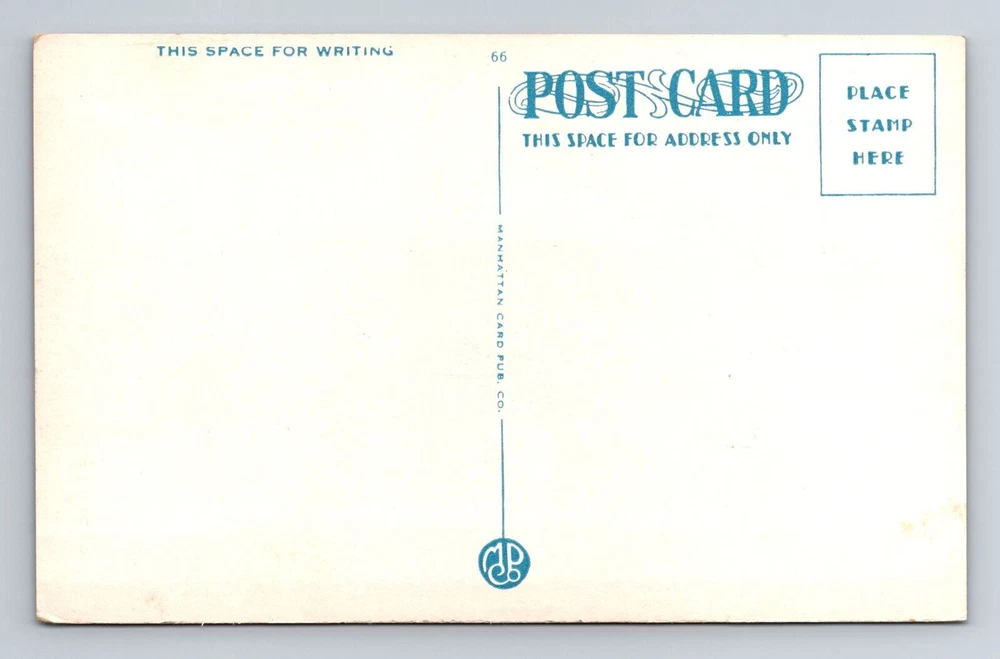 THIS SPACE FOR WRITING
66
POST CARD
THIS SPACE FOR ADDRESS ONLY
PLACE
STAMP
HERE
MANHATTAN CARD PUB. CO.